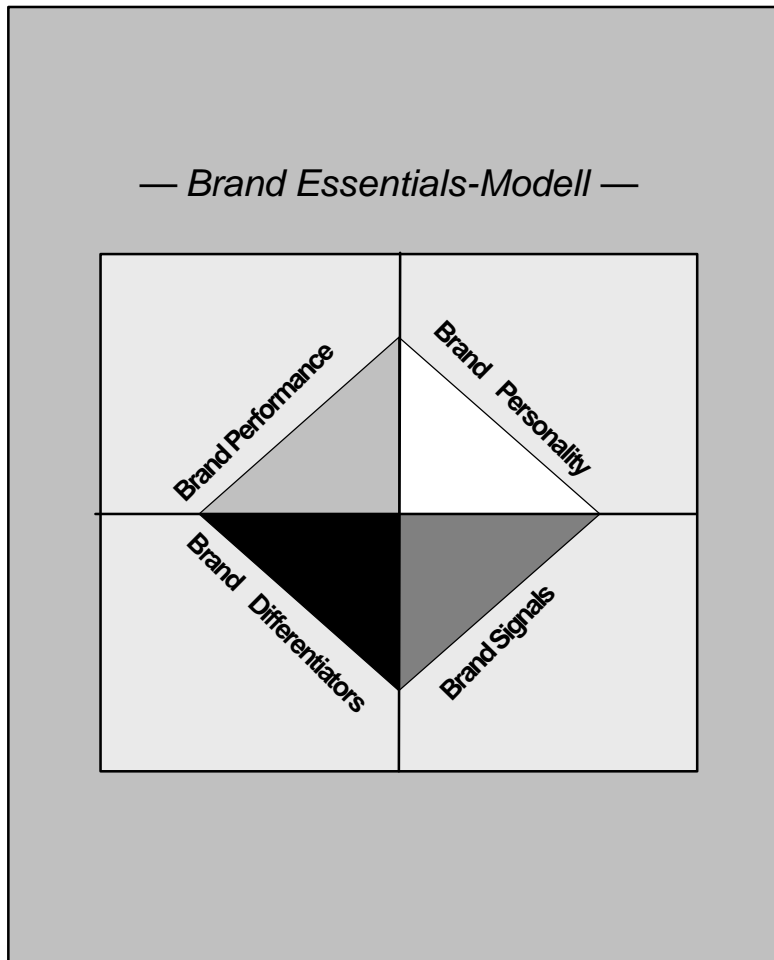 — Brand Essentials-Modell —
Brand Performance
Brand Personality
Brand Differentiators
Brand Signals